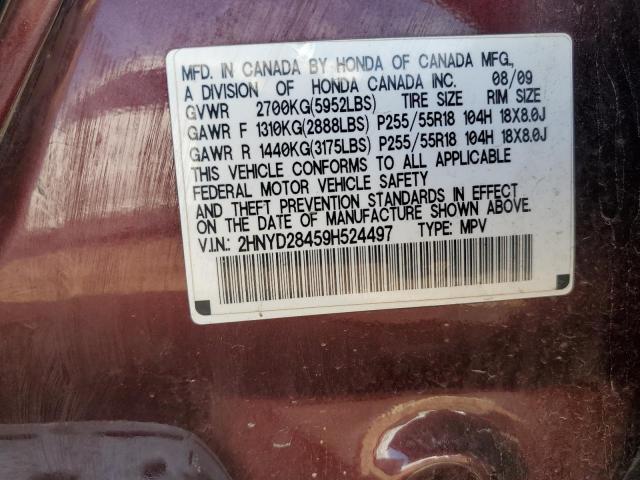 MFD. IN CANADA BY HONDA OF CANADA MFG.,
A DIVISION OF HONDA CANADA INC. 08/09
GVWR 2700KG(5952LBS) TIRE SIZE RIM SIZE
GAWR F 1310KG(2888LBS) P255/55R18 104H 18X8.0J
GAWR R 1440KG(3175LBS) P255/55R18 104H 18X8.0J
THIS VEHICLE CONFORMS TO ALL APPLICABLE
FEDERAL MOTOR VEHICLE SAFETY
AND THEFT PREVENTION STANDARDS IN EFFECT
ON THE DATE OF MANUFACTURE SHOWN ABOVE.
V.I.N.: 2HNYD28459H524497 TYPE: MPV